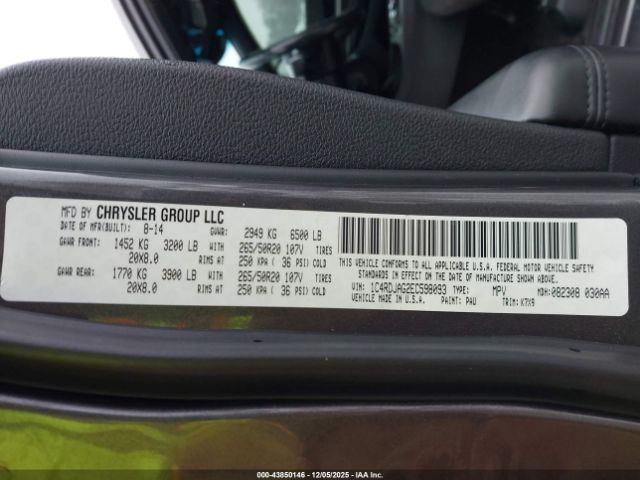 MFD BY CHRYSLER GROUP LLC
DATE OF MFR(BUILT): 8-14 GVWR: 2949 KG 6500 LB
GAWR FRONT: 1452 KG 3200 LB WITH 265/50R20 107V TIRES
20X8.0 RIMS AT 250 KPA ( 36 PSI) COLD
GAWR REAR: 1770 KG 3900 LB WITH 265/50R20 107V TIRES
20X8.0 RIMS AT 250 KPA ( 36 PSI) COLD
THIS VEHICLE CONFORMS TO ALL APPLICABLE U.S.A. FEDERAL MOTOR VEHICLE SAFETY
STANDARDS IN EFFECT ON THE DATE OF MANUFACTURE SHOWN ABOVE
VIN: 1C4RDJAG2EC598093 TYPE: MPV MDH:082308 030AA
VEHICLE MADE IN U.S.A. PAINT: PAU TRIM: K7X9
000-43850146 - 12/05/2025 - IAA Inc.